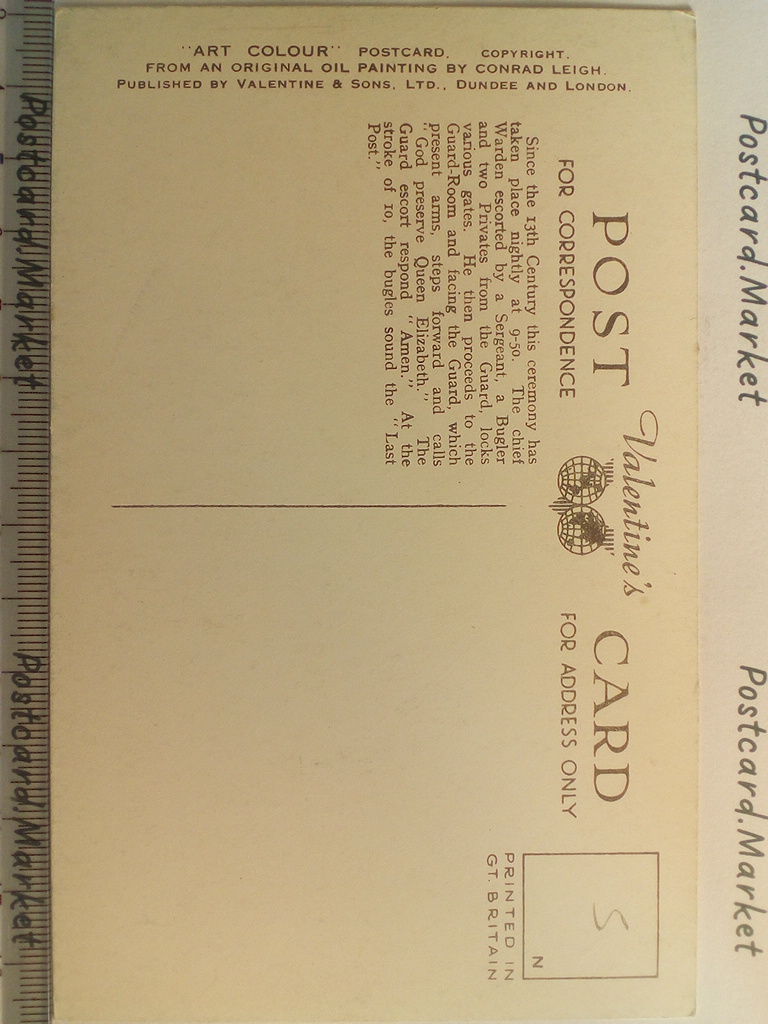 "ART COLOUR" POSTCARD. COPYRIGHT.
FROM AN ORIGINAL OIL PAINTING BY CONRAD LEIGH.
PUBLISHED BY VALENTINE & SONS, LTD., DUNDEE AND LONDON.
POST CARD
Valentine's
FOR CORRESPONDENCE
FOR ADDRESS ONLY
Since the 13th Century this ceremony has
taken place nightly at 9-50. The chief
Warden escorted by a Sergeant, a Bugler
and two Privates from the Guard, locks
various gates. He then proceeds to the
Guard-Room and facing the Guard, which
present arms, steps forward and calls
" God preserve Queen Elizabeth." The
Guard escort respond " Amen." At the
stroke of 10, the bugles sound the " Last
Post."
S
N
PRINTED IN
GT. BRITAIN
Postcard.Market
Postcard.Market
Postcard.Market
Postcard.Market